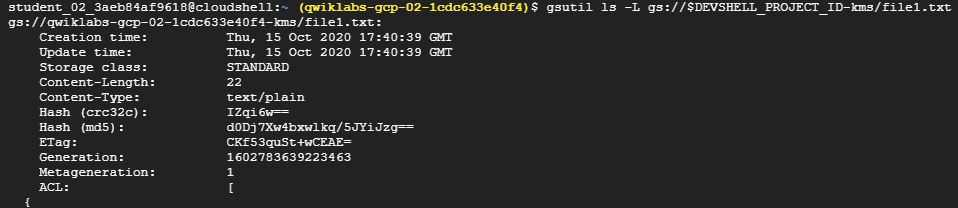 student_02_3aeb84af9618@cloudshell:~ (qwiklabs-gcp-02-1cdc633e40f4)$ gsutil ls -L gs://$DEVSHELL_PROJECT_ID-kms/file1.txt
gs://qwiklabs-gcp-02-1cdc633e40f4-kms/file1.txt:
Creation time: Thu, 15 Oct 2020 17:40:39 GMT
Update time: Thu, 15 Oct 2020 17:40:39 GMT
Storage class: STANDARD
Content-Length: 22
Content-Type: text/plain
Hash (crc32c): IZqi6w==
Hash (md5): d0Dj7Xw4bxwlkq/5JYiJzg==
ETag: CKf53quSt+wCEAE=
Generation: 1602783639223463
Metageneration: 1
ACL: [
{